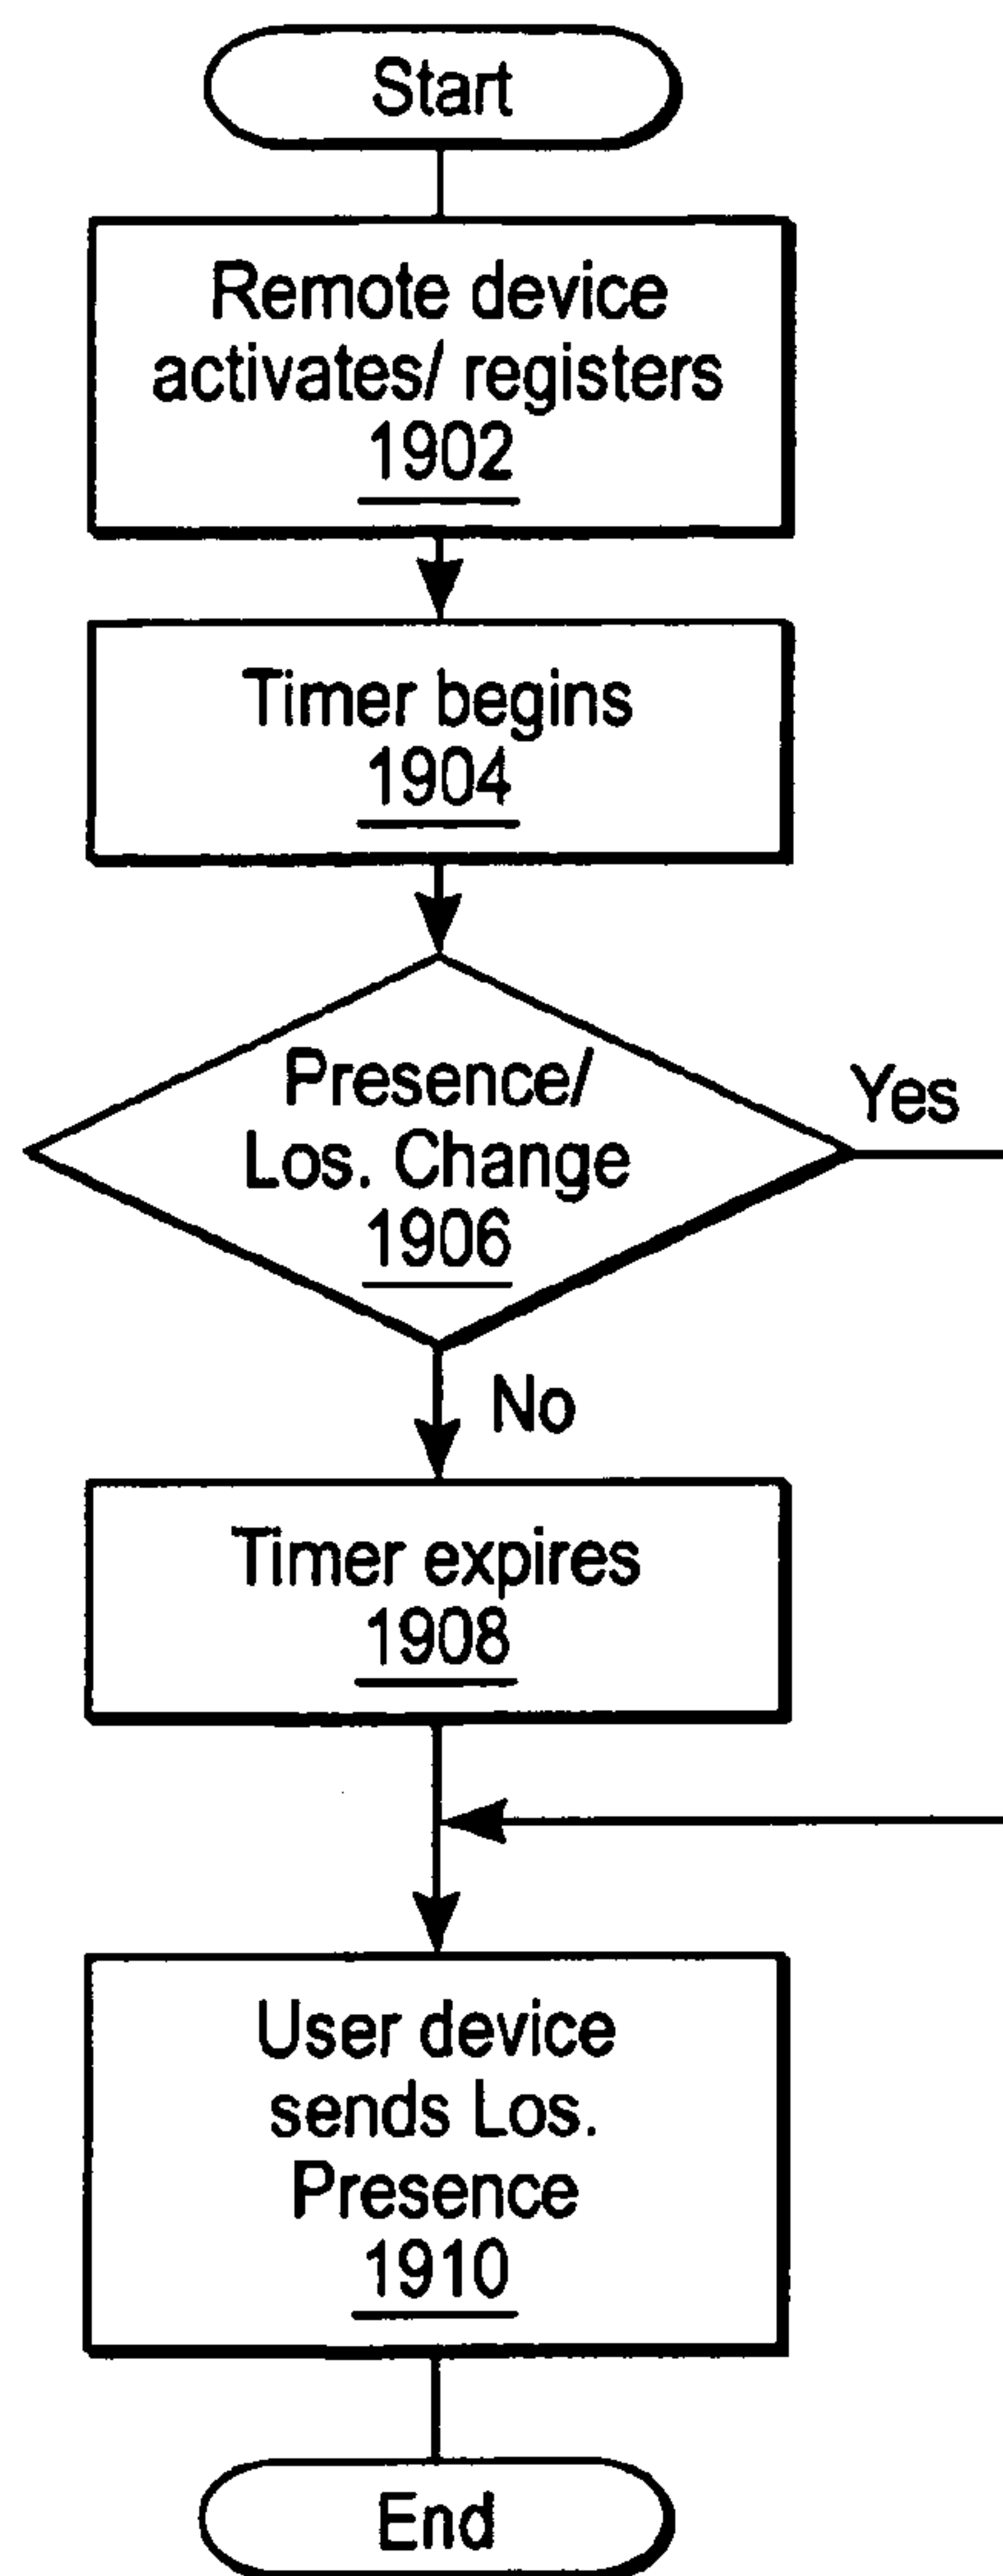 Start
Remote device
activates/ registers
1902
Timer begins
1904
Presence/
Los. Change
1906
Yes
No
Timer expires
1908
User device
sends Los.
Presence
1910
End